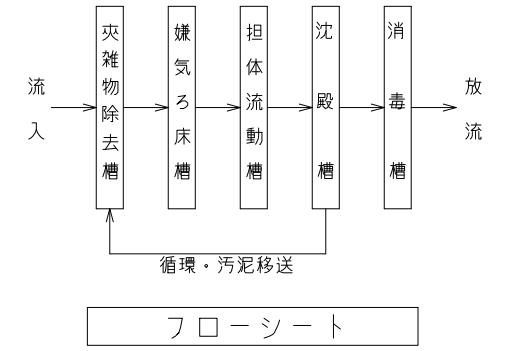 流入
夾雑物除去槽
嫌気ろ床槽
担体流動槽
沈殿槽
消毒槽
放流
循環・汚泥移送
フローシート